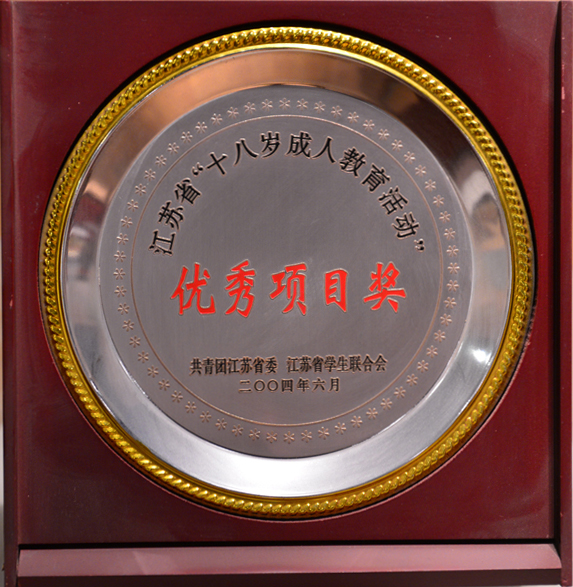 江苏省“十八岁成人教育活动”
优秀项目奖
共青团江苏省委 江苏省学生联合会
二〇〇四年六月